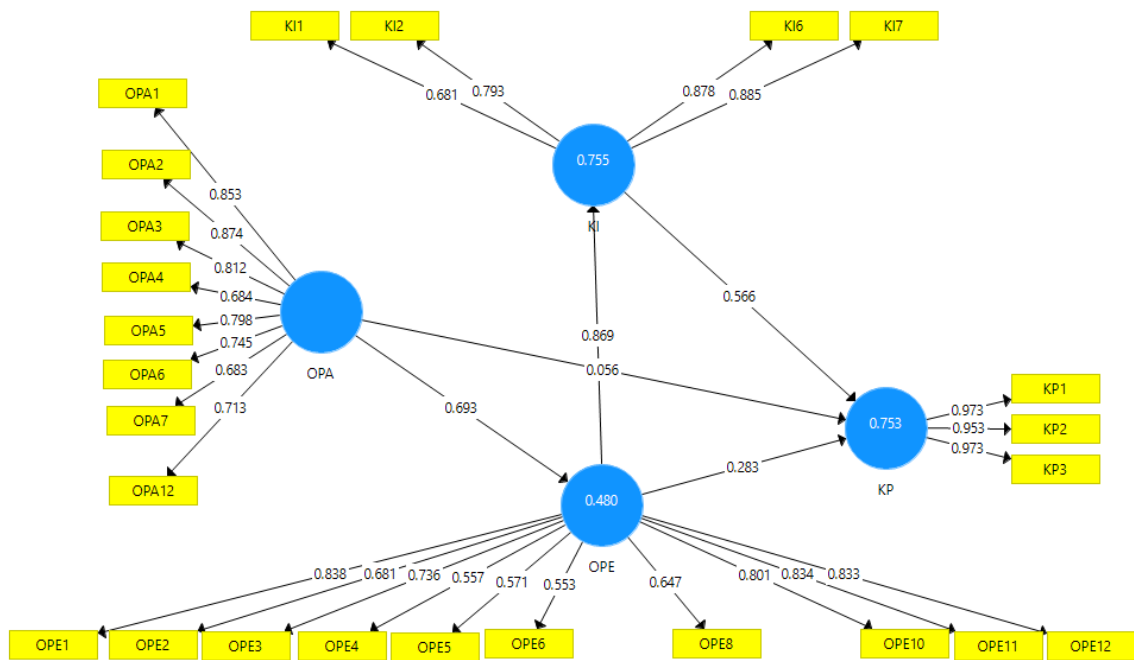 KI1
KI2
KI6
KI7
0.681
0.793
0.878
0.885
OPA1
OPA2
OPA3
OPA4
OPA5
OPA6
OPA7
OPA12
0.853
0.874
0.812
0.684
0.798
0.745
0.683
0.713
0.755
KI
OPA
0.566
0.869
0.056
0.693
0.283
0.753
KP
0.973
0.953
0.973
KP1
KP2
KP3
0.480
OPE
0.838
0.681
0.736
0.557
0.571
0.553
0.647
0.801
0.834
0.833
OPE1
OPE2
OPE3
OPE4
OPE5
OPE6
OPE8
OPE10
OPE11
OPE12